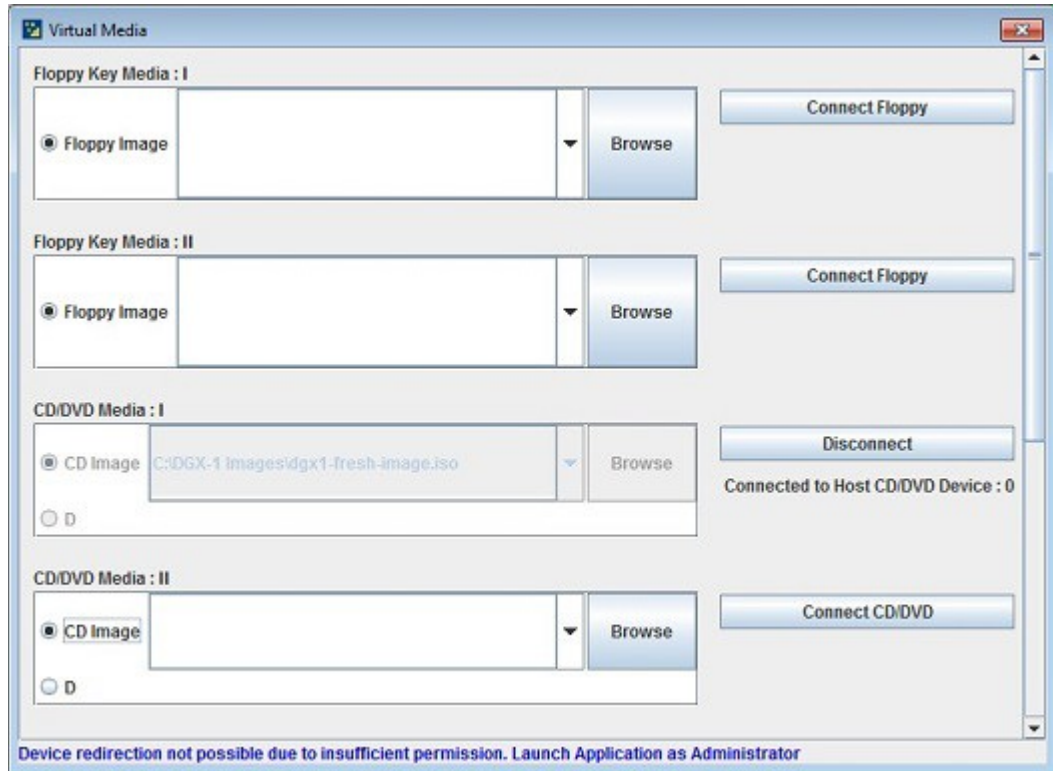 Virtual Media
Floppy Key Media : I
Floppy Image
Browse
Connect Floppy
Floppy Key Media : II
Floppy Image
Browse
Connect Floppy
CD/DVD Media : I
CD Image C:\DGX-1 Images\dgx1-fresh-image.iso
Browse
Disconnect
Connected to Host CD/DVD Device : 0
D
CD/DVD Media : II
CD Image
Browse
Connect CD/DVD
D
Device redirection not possible due to insufficient permission. Launch Application as Administrator